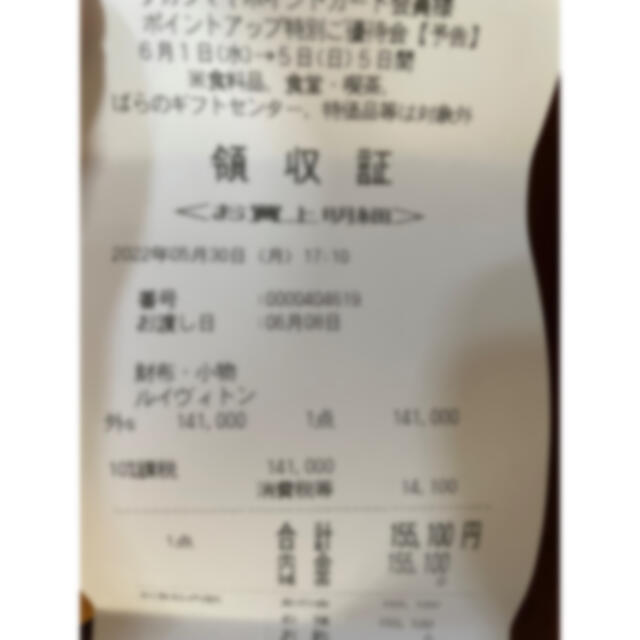 ポイントアップ特別ご優待会【予告】
6月1日(水)→5日(日)5日間
※食料品、食堂・喫茶、
ばらのギフトセンター、特価品等は対象外
領収証
<お買上明細>
2022年05月30日(月)17:10
番号 :0000404619
お渡し日 :06月08日
財布・小物
ルイヴィトン
141,000 1点 141,000
10%課税 141,000
消費税等 14,100
1点 合計 155,100円
内金 155,100